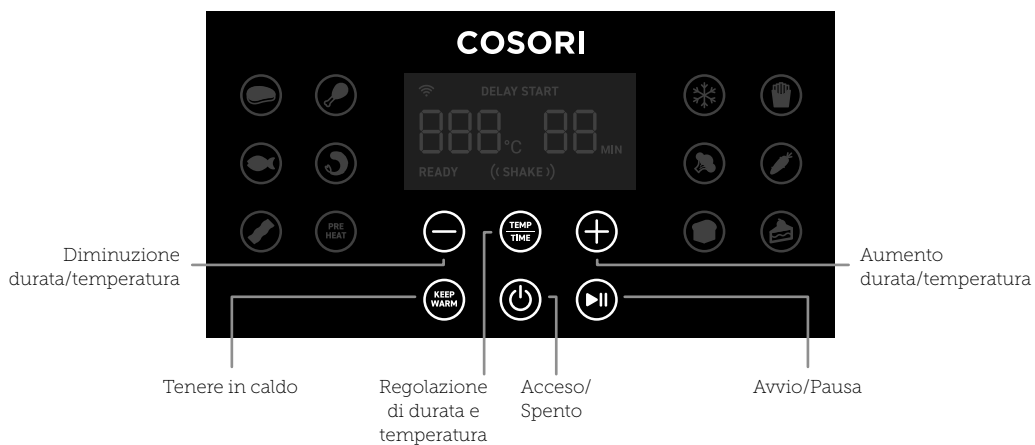 COSORI
DELAY START
888 °C 88 MIN
READY ((SHAKE))
PRE
HEAT
TEMP
TIME
Diminuzione
durata/temperatura
Aumento
durata/temperatura
KEEP
WARM
Tenere in caldo
Regolazione
di durata e
temperatura
Acceso/
Spento
Avvio/Pausa